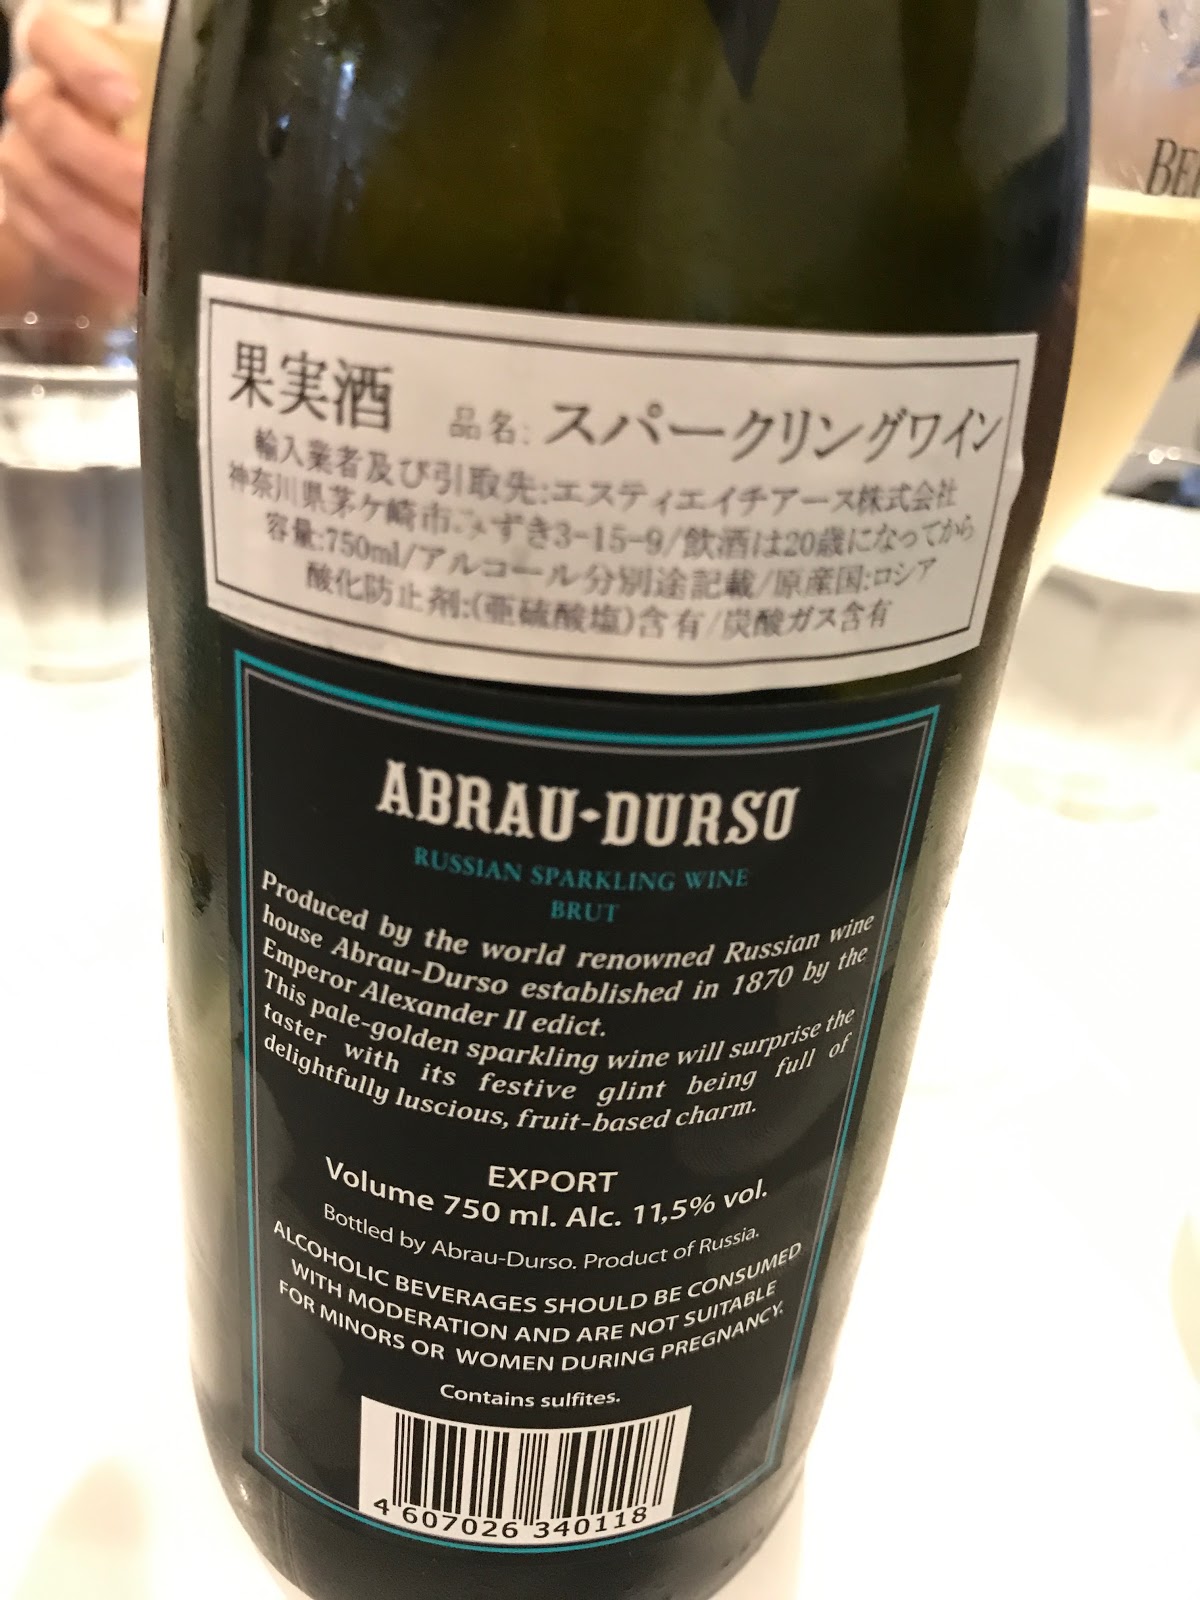 果実酒 品名: スパークリングワイン
輸入業者及び引取先:エスティエイチアース株式会社
神奈川県茅ケ崎市 ずき3-15-9/飲酒は20歳になってから
容量:750ml/アルコール分別途記載/原産国:ロシア
酸化防止剤:(亜硫酸塩)含有/炭酸ガス含有
ABRAU-DURSO
RUSSIAN SPARKLING WINE
BRUT
Produced by the world renowned Russian wine
house Abrau-Durso established in 1870 by the
Emperor Alexander II edict.
This pale-golden sparkling wine will surprise the
taster with its festive glint being full of
delightfully luscious, fruit-based charm.
EXPORT
Volume 750 ml. Alc. 11,5% vol.
Bottled by Abrau-Durso. Product of Russia.
ALCOHOLIC BEVERAGES SHOULD BE CONSUMED
WITH MODERATION AND ARE NOT SUITABLE
FOR MINORS OR WOMEN DURING PREGNANCY.
Contains sulfites.
4 607026 340118